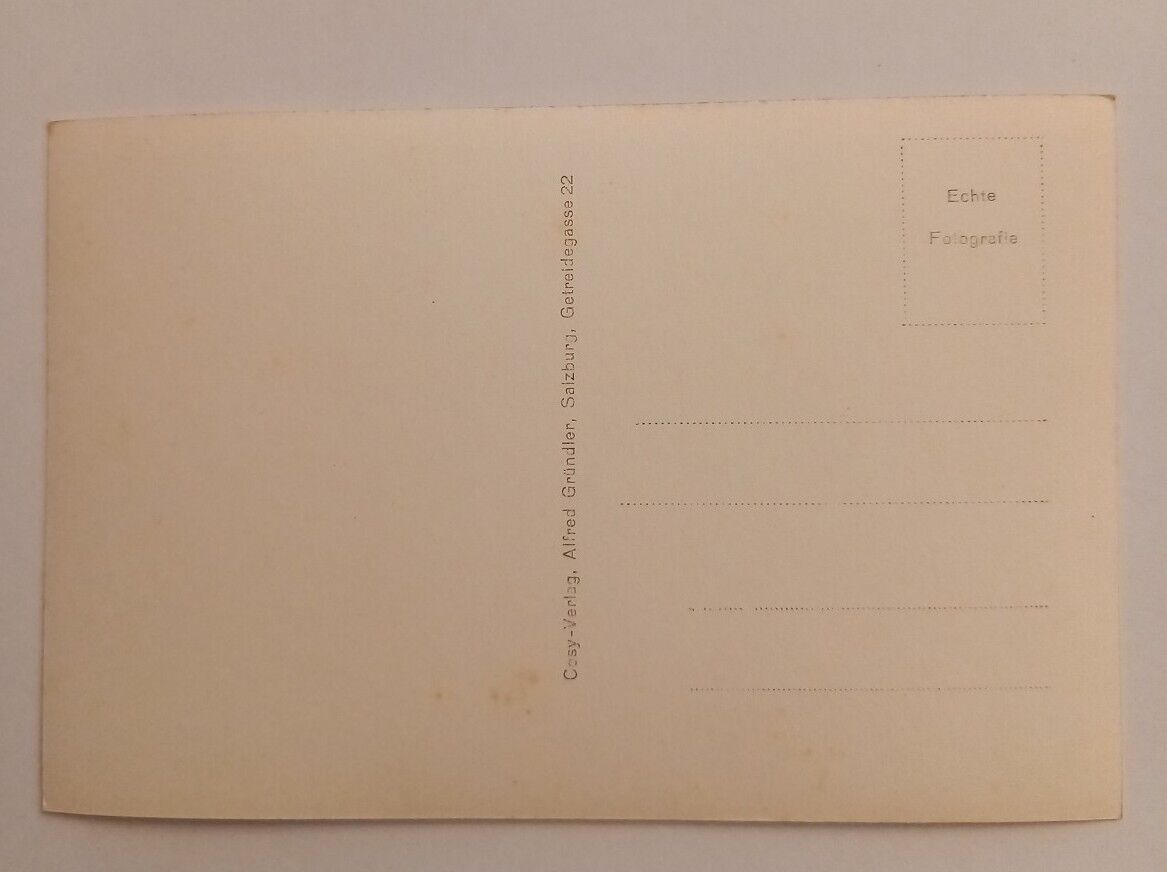 Cosy-Verlag, Alfred Gründler, Salzburg, Getreidegasse 22
Echte
Fotografie